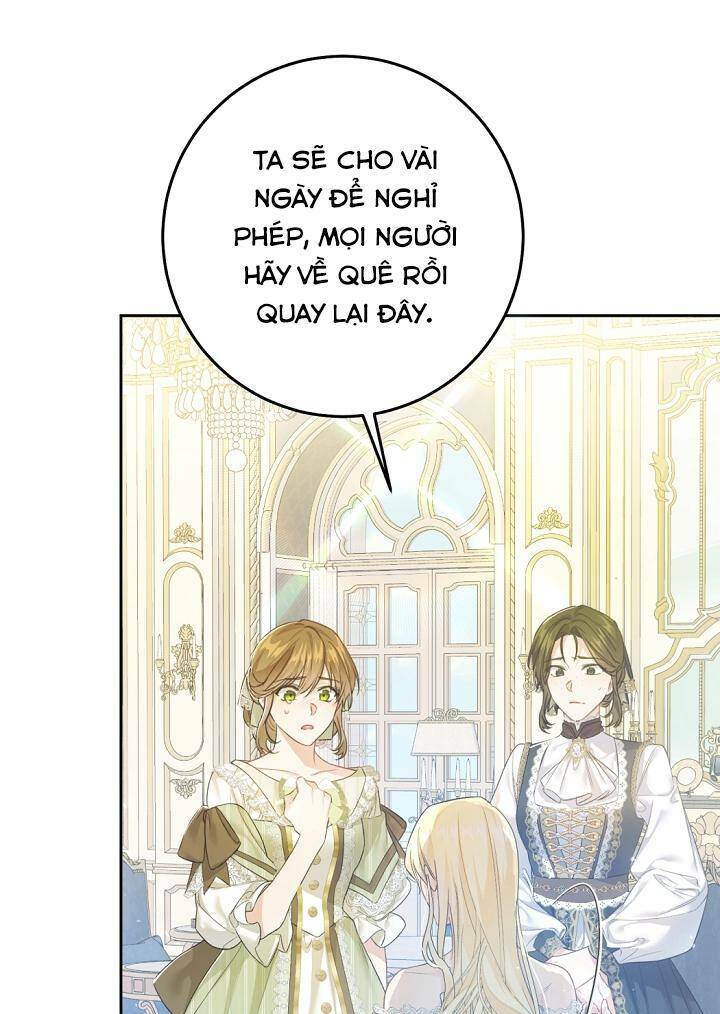 TA SẼ CHO VÀI
NGÀY ĐỂ NGHỈ
PHÉP, MỌI NGƯỜI
HÃY VỀ QUÊ RỒI
QUAY LẠI ĐÂY.